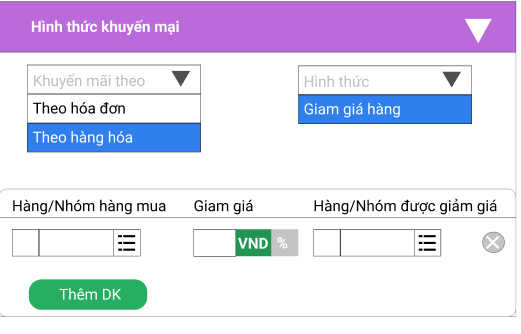 Hình thức khuyến mại
Khuyến mãi theo
Hình thức
Theo hóa đơn
Giam giá hàng
Theo hàng hóa
Hàng/Nhóm hàng mua Giam giá Hàng/Nhóm được giảm giá
VND %
Thêm DK